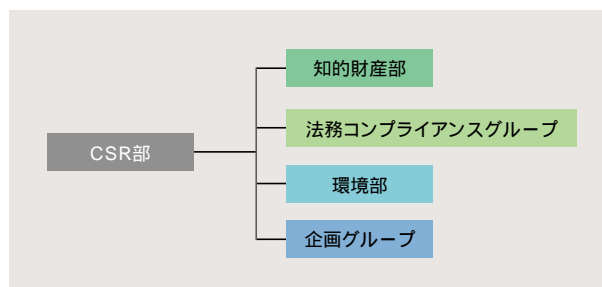 知的財産部
法務コンプライアンスグループ
CSR部
環境部
企画グループ